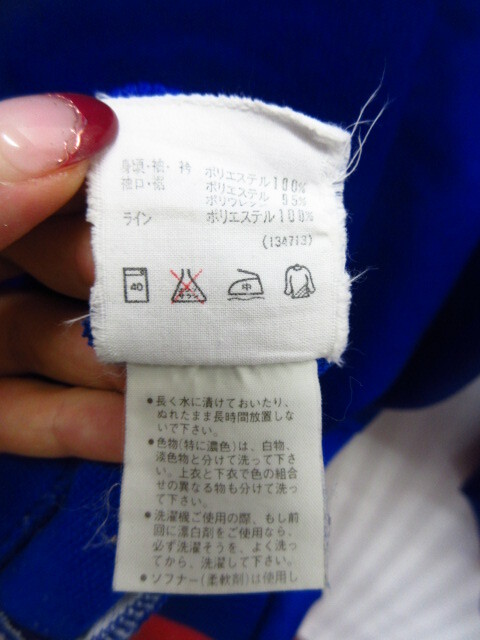 身頃・袖・衿 ポリエステル100%
袖口・裾 ポリエステル 95%
ポリウレタン 5%
ライン ポリエステル100%
(134713)
40 エンソサラシ 中
●長く水に漬けておいたり、
ぬれたまま長時間放置しな
いで下さい。
●色物(特に濃色)は、白物、
淡色物と分けて洗って下さ
い。上衣と下衣で色の組合
せの異なる物も分けて洗っ
て下さい。
●洗濯機ご使用の際、もし前
回に漂白剤をご使用なら、
必ず洗濯そうを、よく洗っ
てから、洗濯して下さい。
●ソフナー(柔軟剤)は使用し